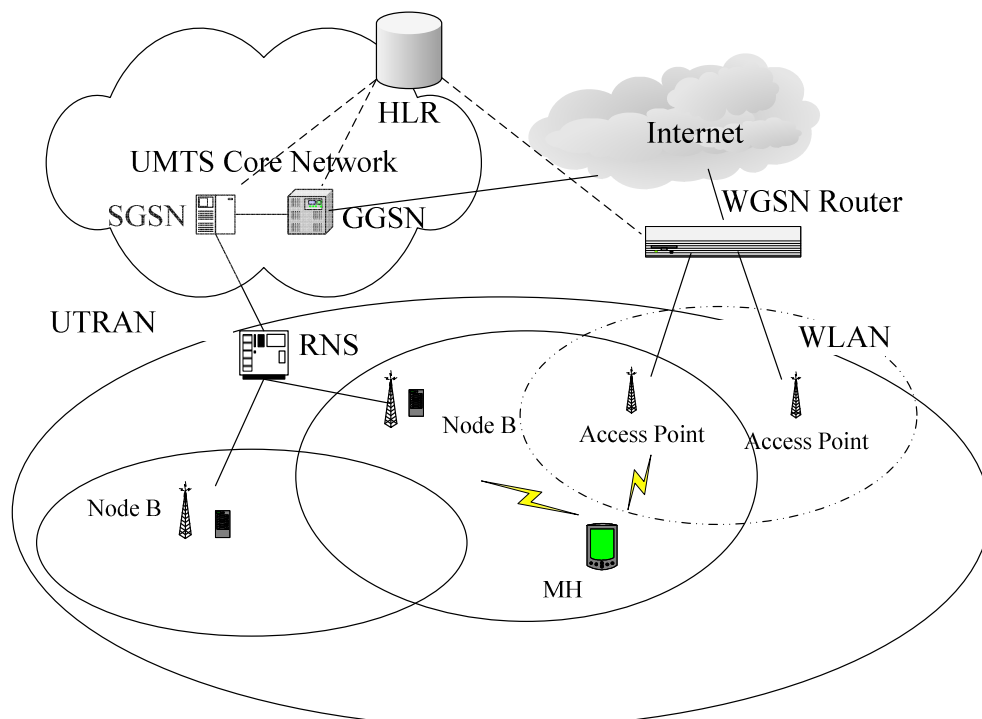 HLR
Internet
UMTS Core Network
SGSN
GGSN
WGSN Router
UTRAN
RNS
WLAN
Node B
Access Point
Access Point
Node B
MH